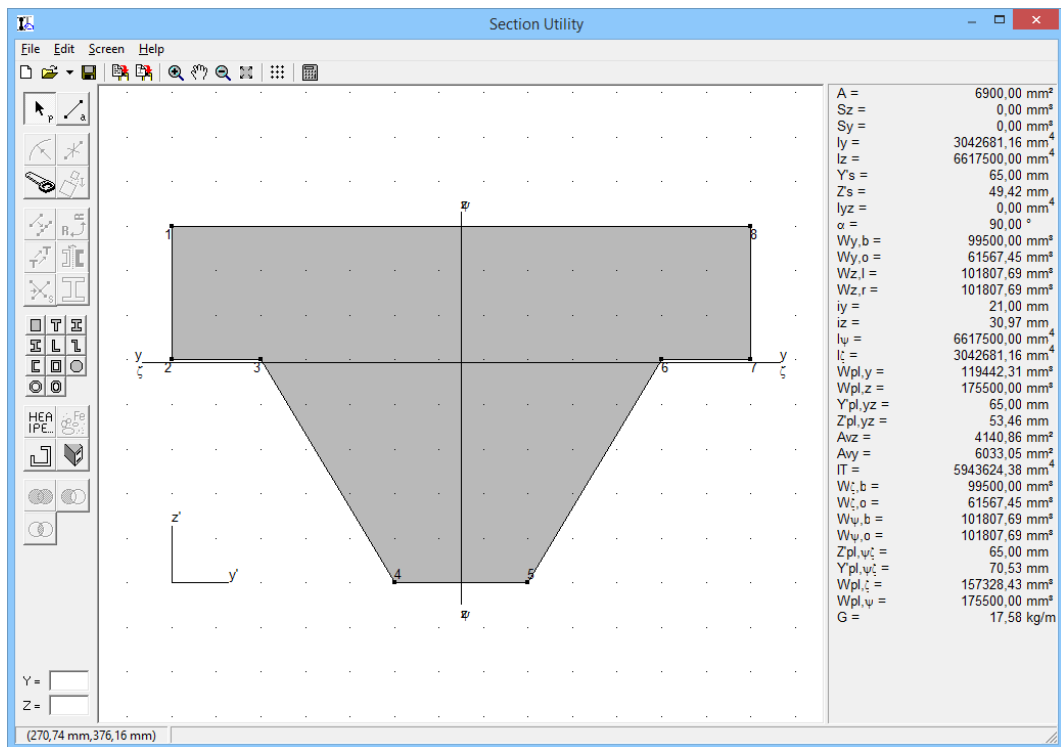 Section Utility
File Edit Screen Help
A = 6900,00 mm²
Sz = 0,00 mm³
Sy = 0,00 mm³
Iy = 3042681,16 mm⁴
Iz = 6617500,00 mm⁴
Y's = 65,00 mm
Z's = 49,42 mm
Iyz = 0,00 mm⁴
α = 90,00 °
Wy,b = 99500,00 mm³
Wy,o = 61567,45 mm³
Wz,l = 101807,69 mm³
Wz,r = 101807,69 mm³
iy = 21,00 mm
iz = 30,97 mm
Iψ = 6617500,00 mm⁴
Iζ = 3042681,16 mm⁴
Wpl,y = 119442,31 mm³
Wpl,z = 175500,00 mm³
Y'pl,yz = 65,00 mm
Z'pl,yz = 53,46 mm
Avz = 4140,86 mm²
Avy = 6033,05 mm²
IT = 5943624,38 mm⁴
Wζ,b = 99500,00 mm³
Wζ,o = 61567,45 mm³
Wψ,b = 101807,69 mm³
Wψ,o = 101807,69 mm³
Z'pl,ψζ = 65,00 mm
Y'pl,ψζ = 70,53 mm
Wpl,ζ = 157328,43 mm³
Wpl,ψ = 175500,00 mm³
G = 17,58 kg/m
p a
R
T T
s
HEA Fe
IPE...
1 8
y y
2 3 6 7
ζ ζ
z'
4 5
y'
Y =
Z =
(270,74 mm,376,16 mm)